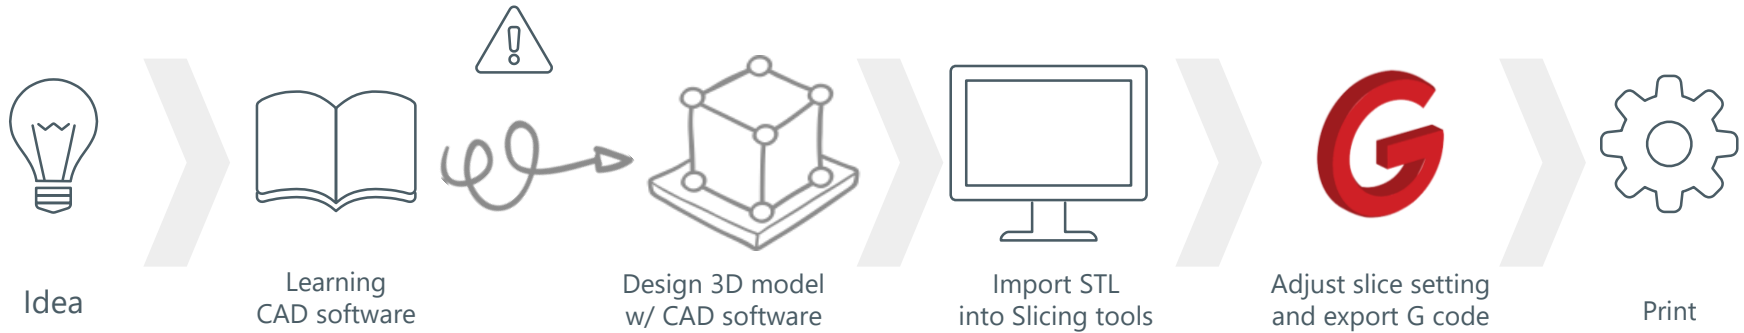 Idea
Learning
CAD software
Design 3D model
w/ CAD software
Import STL
into Slicing tools
G
Adjust slice setting
and export G code
Print